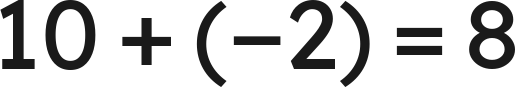 10 + (−2) = 8